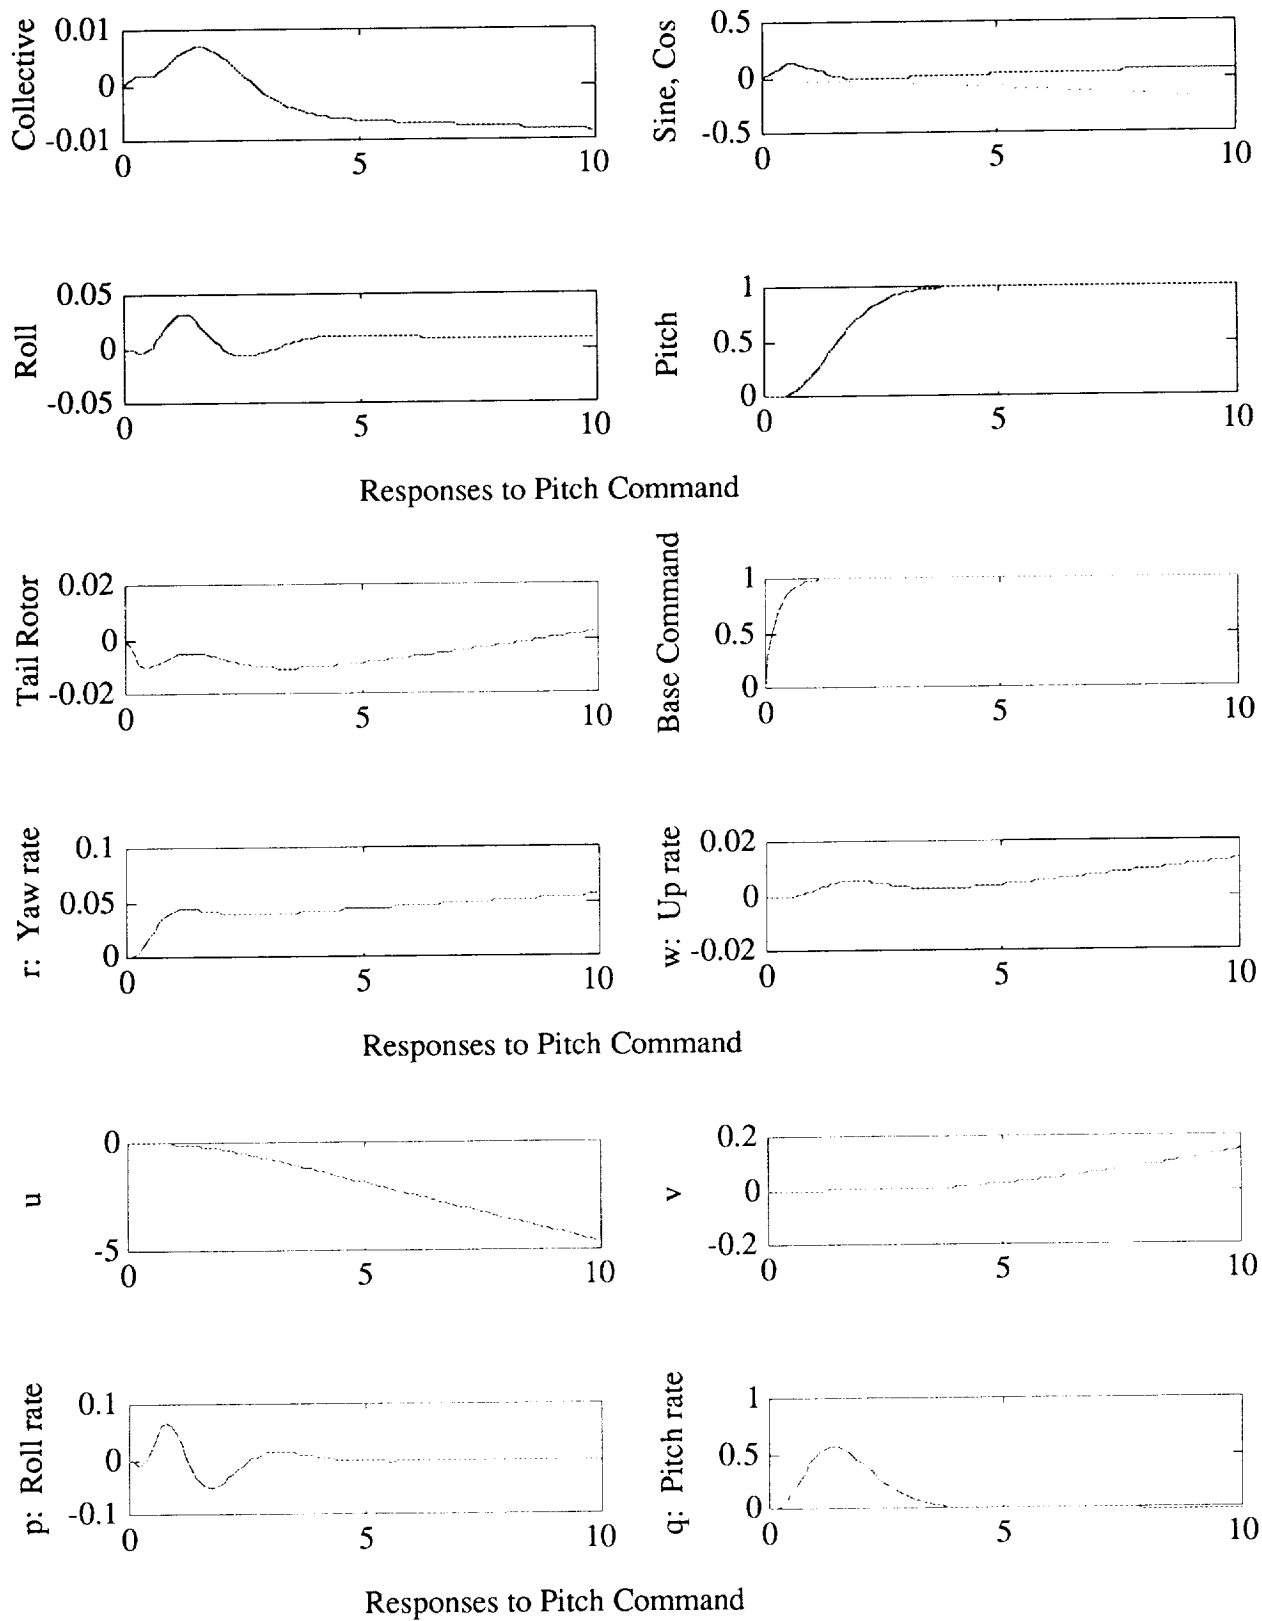 Collective
0.01
0
-0.01
0 5 10
Sine, Cos
0.5
0
-0.5
0 5 10
Roll
0.05
0
-0.05
0 5 10
Pitch
1
0.5
0
0 5 10
Responses to Pitch Command
Tail Rotor
0.02
0
-0.02
0 5 10
Base Command
1
0.5
0
0 5 10
r: Yaw rate
0.1
0.05
0
0 5 10
w: Up rate
0.02
0
-0.02
0 5 10
Responses to Pitch Command
u
0
-5
0 5 10
v
0.2
0
-0.2
0 5 10
p: Roll rate
0.1
0
-0.1
0 5 10
q: Pitch rate
1
0.5
0
0 5 10
Responses to Pitch Command